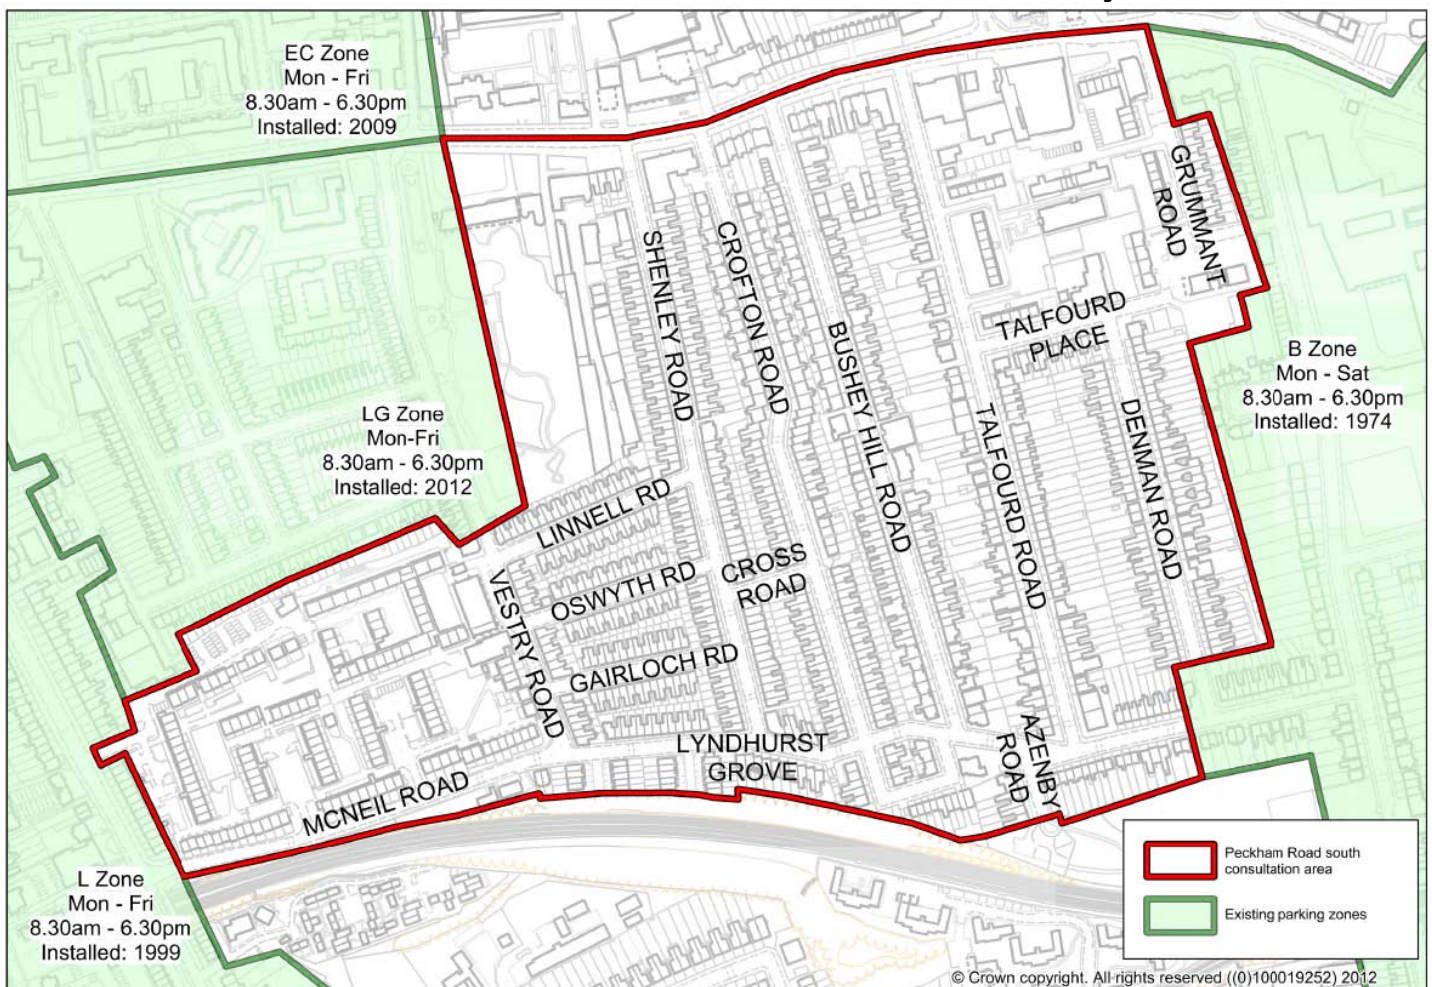 EC Zone
Mon - Fri
8.30am - 6.30pm
Installed: 2009
GRUMMANT
ROAD
SHENLEY ROAD
CROFTON ROAD
BUSHEY HILL ROAD
TALFOURD
PLACE
B Zone
Mon - Sat
8.30am - 6.30pm
Installed: 1974
LG Zone
Mon-Fri
8.30am - 6.30pm
Installed: 2012
TALFOURD ROAD
DENMAN ROAD
LINNELL RD
OSWYTH RD
CROSS
ROAD
VESTRY ROAD
GAIRLOCH RD
LYNDHURST
GROVE
AZENBY
ROAD
MCNEIL ROAD
L Zone
Mon - Fri
8.30am - 6.30pm
Installed: 1999
Peckham Road south
consultation area
Existing parking zones
© Crown copyright. All rights reserved ((0)100019252) 2012